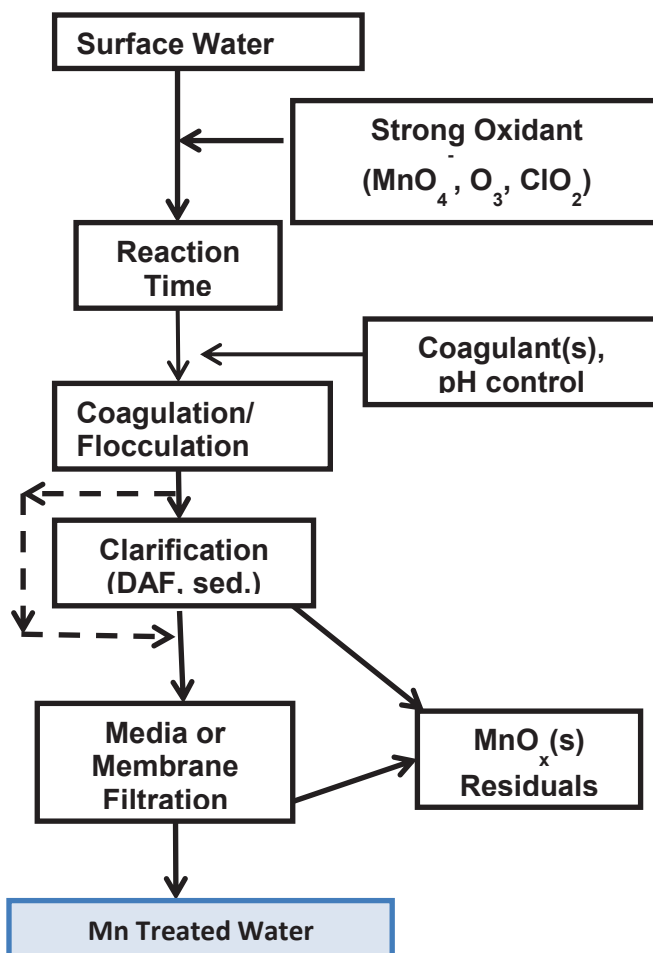 Surface Water
Strong Oxidant
(MnO₄⁻, O₃, ClO₂)
Reaction
Time
Coagulant(s),
pH control
Coagulation/
Flocculation
Clarification
(DAF, sed.)
Media or
Membrane
Filtration
MnOₓ(s)
Residuals
Mn Treated Water